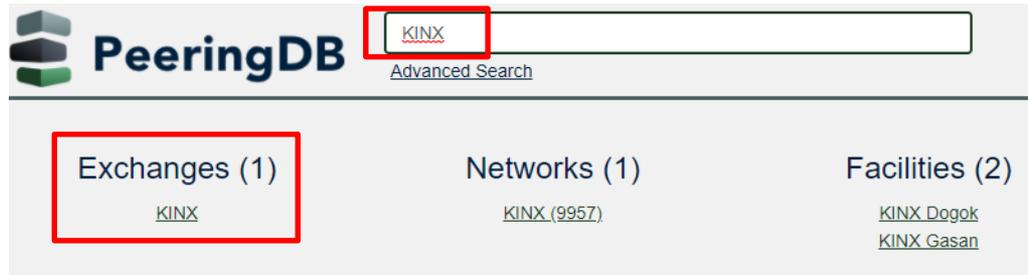 PeeringDB
KINX
Advanced Search
Exchanges (1)
KINX
Networks (1)
KINX (9957)
Facilities (2)
KINX Dogok
KINX Gasan